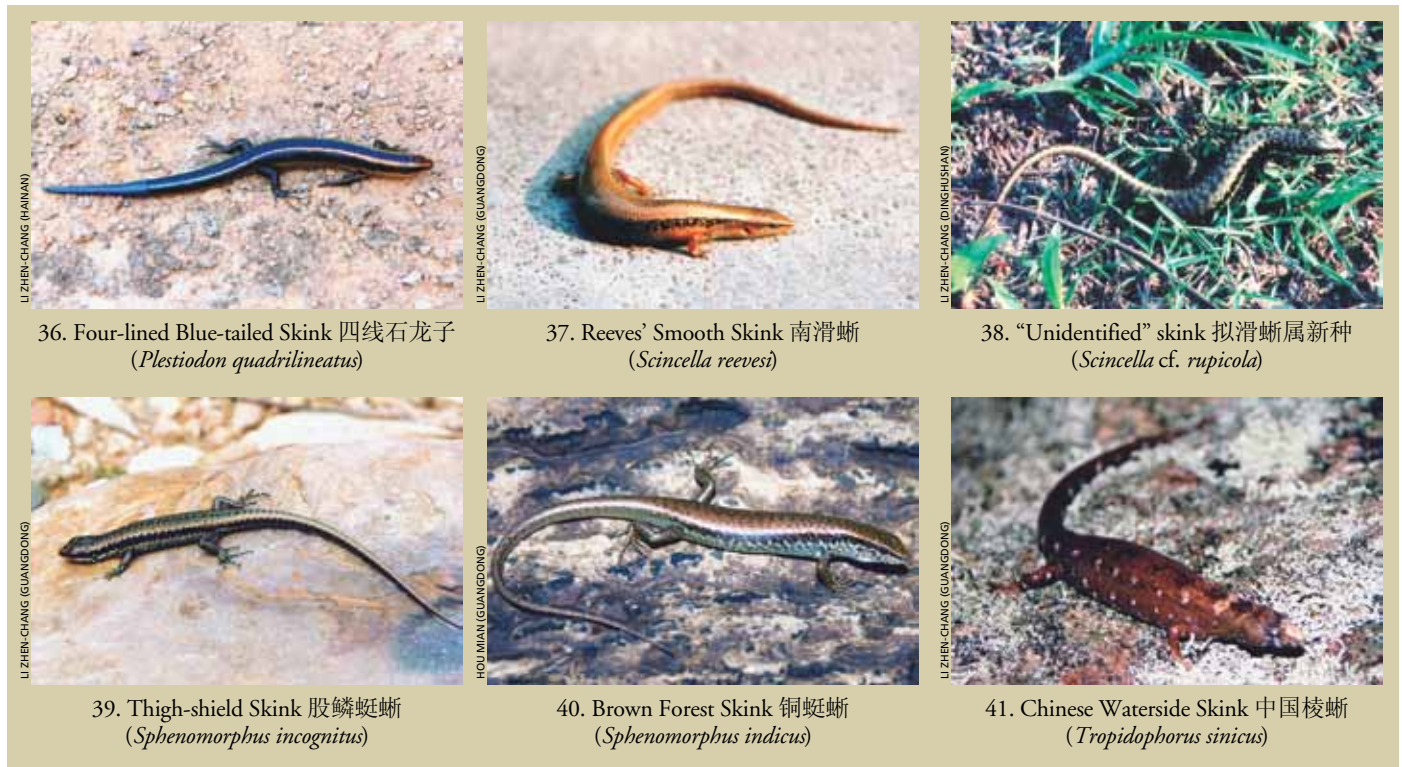 LI ZHEN-CHANG (HAINAN)
36. Four-lined Blue-tailed Skink 四线石龙子
(Plestiodon quadrilineatus)
LI ZHEN-CHANG (GUANGDONG)
37. Reeves’ Smooth Skink 南滑蜥
(Scincella reevesi)
LI ZHEN-CHANG (DINGHUSHAN)
38. “Unidentified” skink 拟滑蜥属新种
(Scincella cf. rupicola)
LI ZHEN-CHANG (GUANGDONG)
39. Thigh-shield Skink 股鳞蜓蜥
(Sphenomorphus incognitus)
HOU MIAN (GUANGDONG)
40. Brown Forest Skink 铜蜓蜥
(Sphenomorphus indicus)
LI ZHEN-CHANG (GUANGDONG)
41. Chinese Waterside Skink 中国棱蜥
(Tropidophorus sinicus)